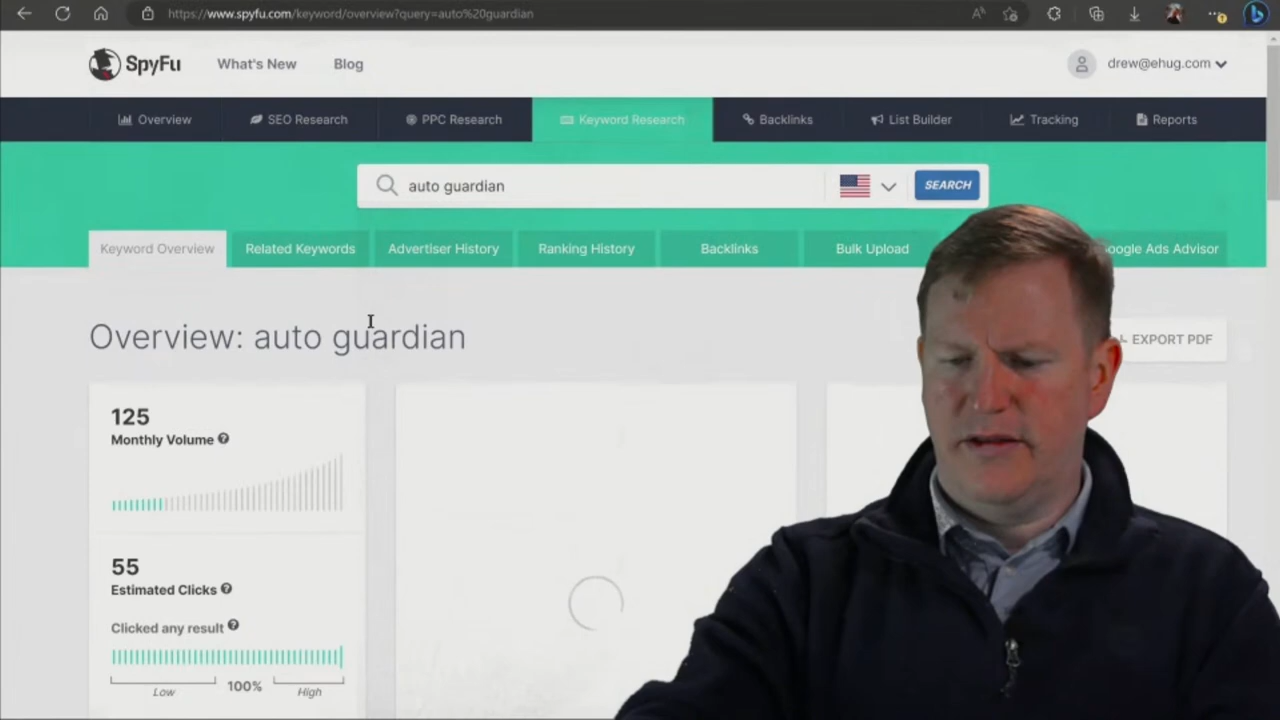 https://www.spyfu.com/keyword/overview?query=auto%20guardian
SpyFu What's New Blog drew@ehug.com
Overview SEO Research PPC Research Keyword Research Backlinks List Builder Tracking Reports
auto guardian SEARCH
Keyword Overview Related Keywords Advertiser History Ranking History Backlinks Bulk Upload oogle Ads Advisor
Overview: auto guardian
EXPORT PDF
125
Monthly Volume
55
Estimated Clicks
Clicked any result
Low 100% High